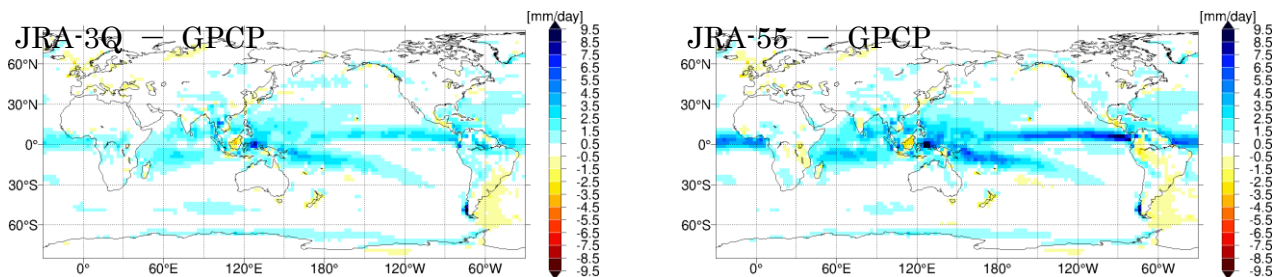 [mm/day]
JRA-3Q − GPCP
60°N
30°N
0°
30°S
60°S
0°
60°E
120°E
180°
120°W
60°W
9.5
8.5
7.5
6.5
5.5
4.5
3.5
2.5
1.5
0.5
-0.5
-1.5
-2.5
-3.5
-4.5
-5.5
-6.5
-7.5
-8.5
-9.5
[mm/day]
JRA-55 − GPCP
60°N
30°N
0°
30°S
60°S
0°
60°E
120°E
180°
120°W
60°W
9.5
8.5
7.5
6.5
5.5
4.5
3.5
2.5
1.5
0.5
-0.5
-1.5
-2.5
-3.5
-4.5
-5.5
-6.5
-7.5
-8.5
-9.5